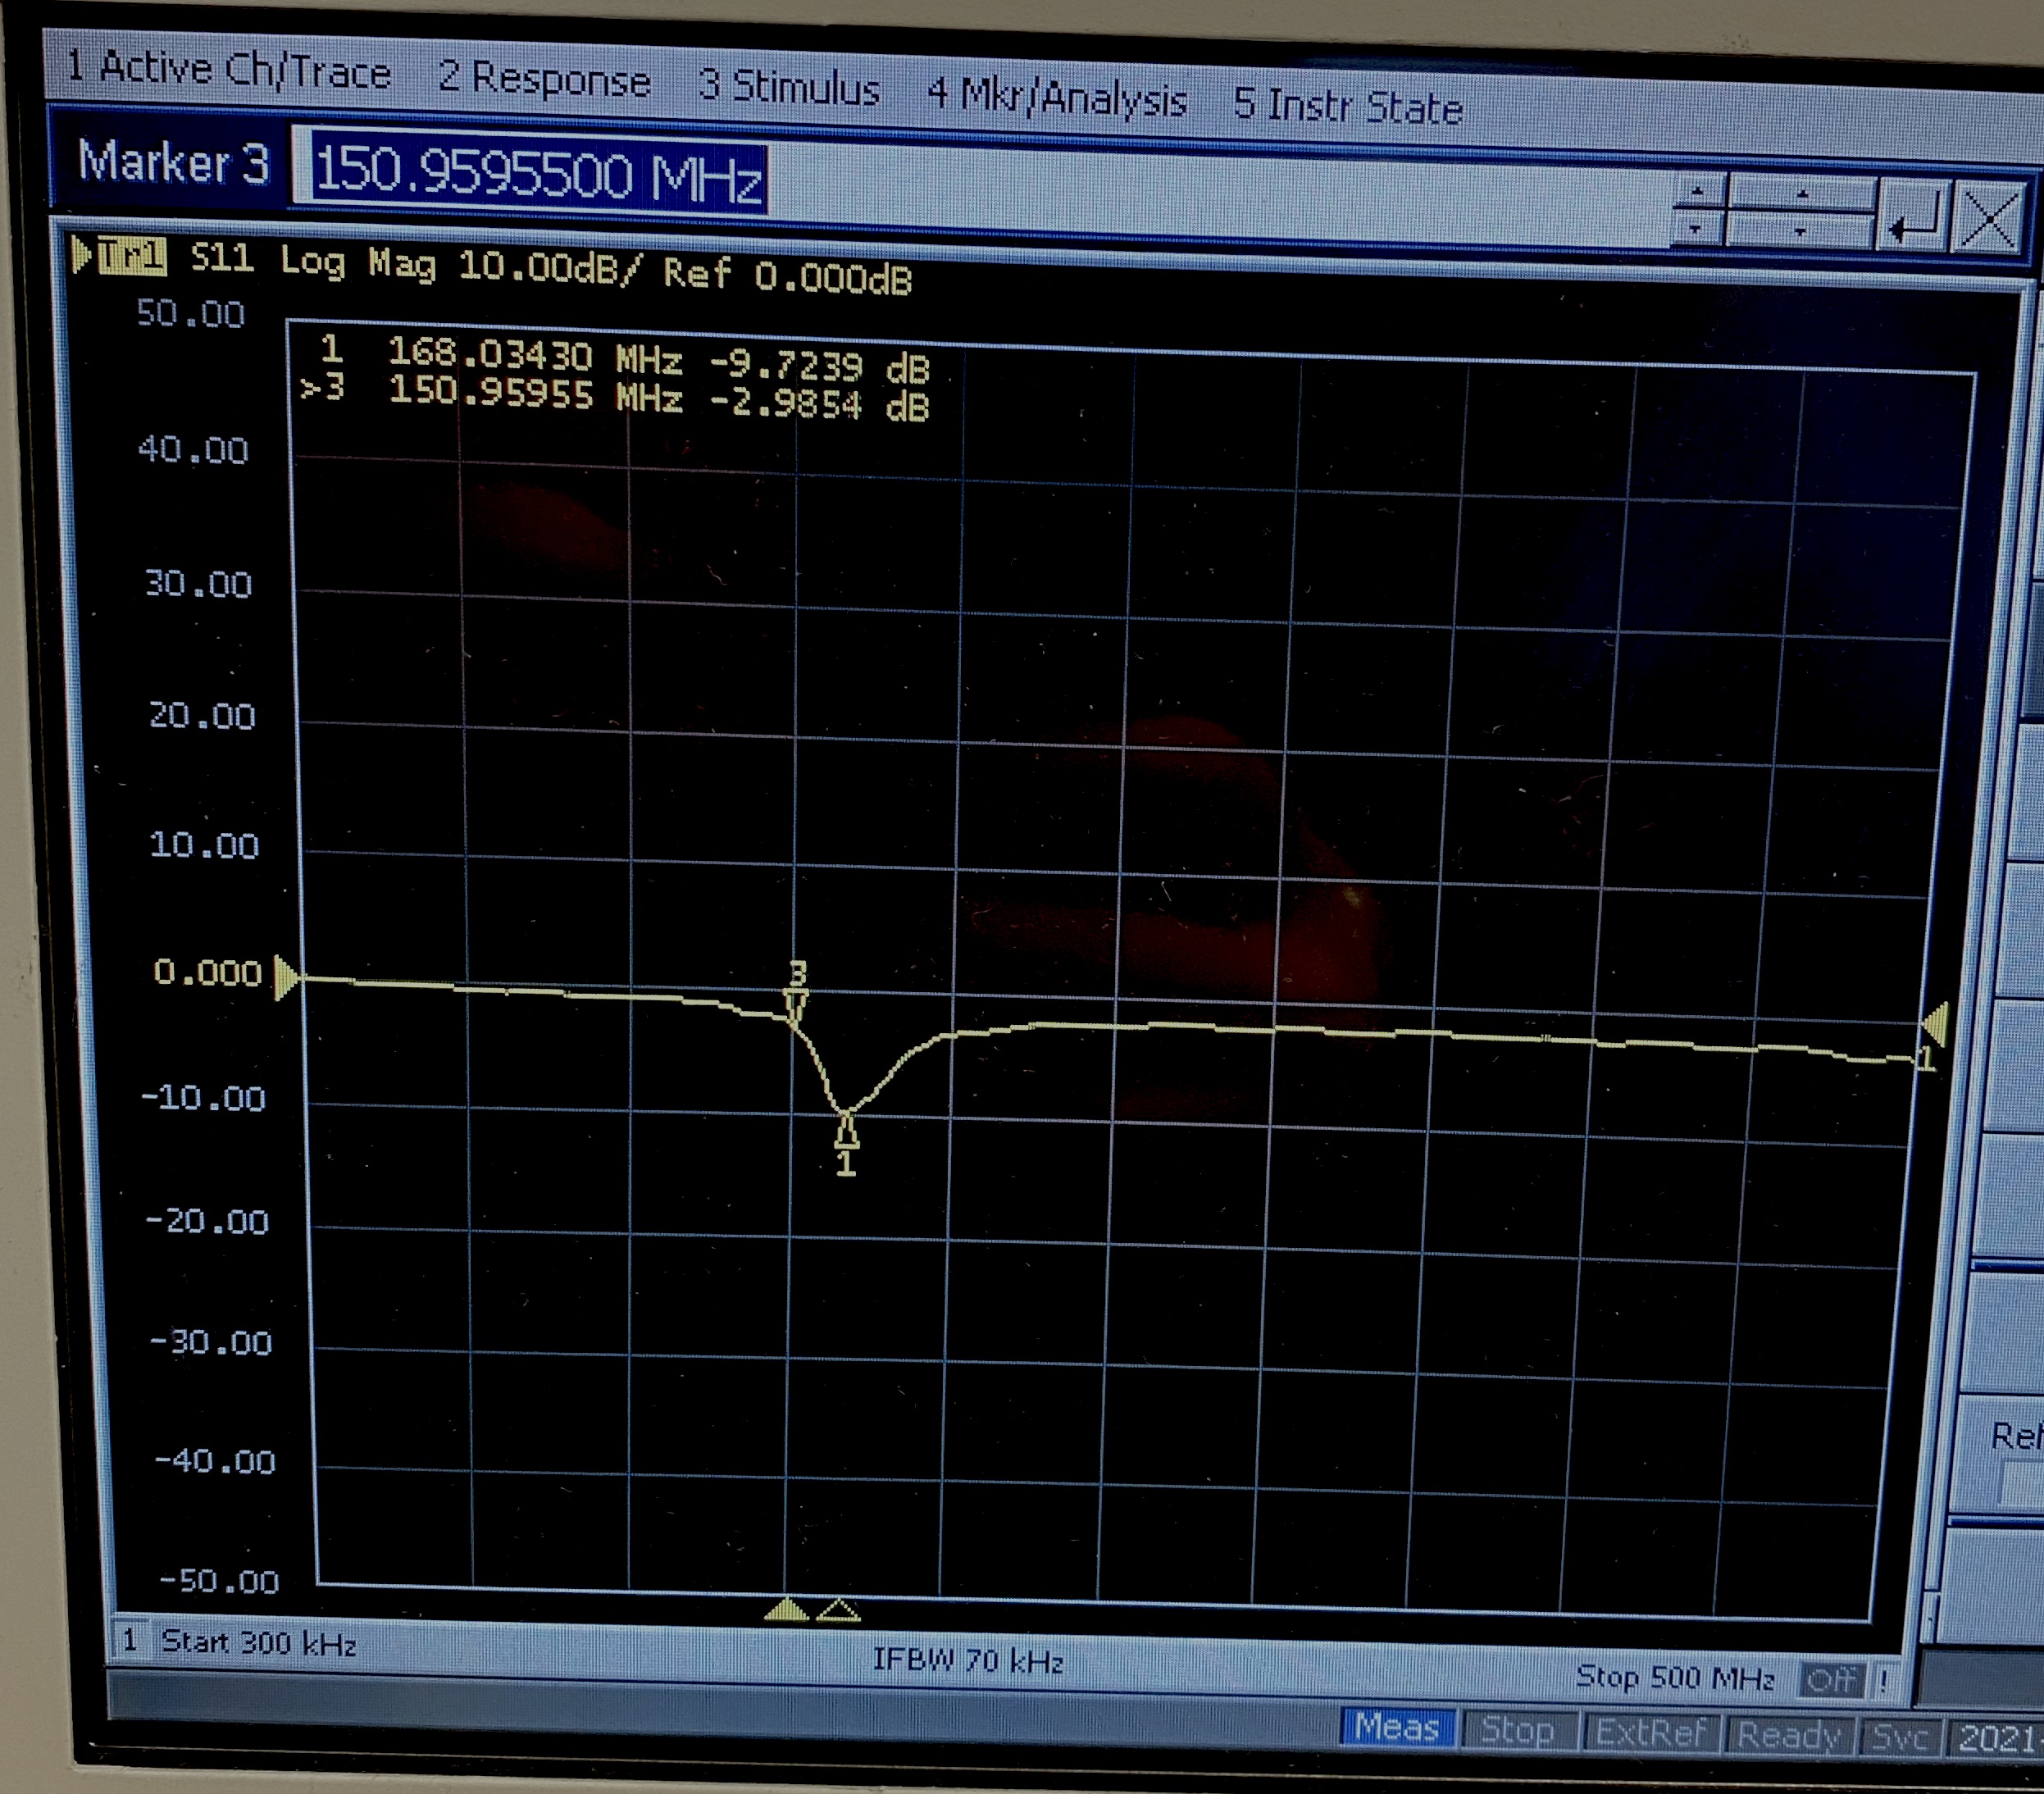 1 Active Ch/Trace 2 Response 3 Stimulus 4 Mkr/Analysis 5 Instr State
Marker 3 150.9595500 MHz
Tr1 S11 Log Mag 10.00dB/ Ref 0.000dB
50.00
1 168.03430 MHz -9.7239 dB
>3 150.95955 MHz -2.9854 dB
40.00
30.00
20.00
10.00
0.000
3
1
-10.00
1
-20.00
-30.00
-40.00
-50.00
1 Start 300 kHz IFBW 70 kHz Stop 500 MHz Off !
Meas Stop ExtRef Ready Svc 2021-